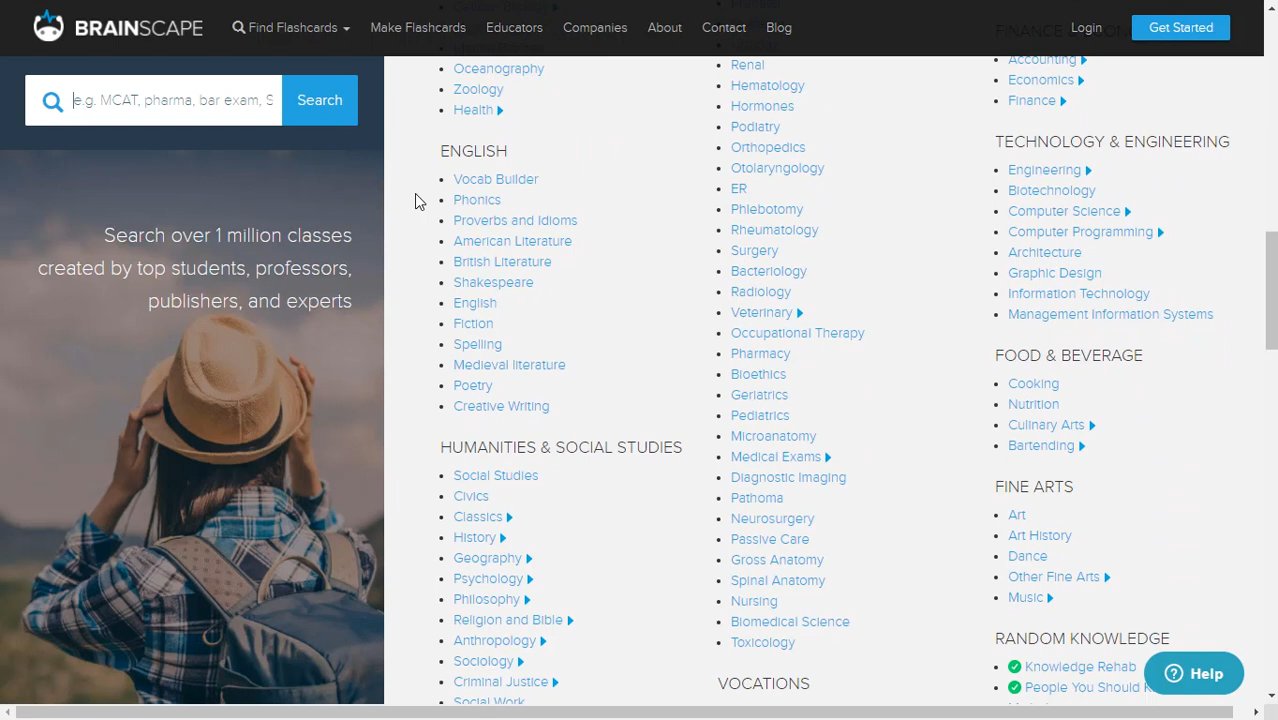 BRAINSCAPE
Find Flashcards
Make Flashcards
Educators
Companies
About
Contact
Blog
Login
Get Started
e.g. MCAT, pharma, bar exam, S
Search
Search over 1 million classes
created by top students, professors,
publishers, and experts
Oceanography
Zoology
Health
ENGLISH
Vocab Builder
Phonics
Proverbs and Idioms
American Literature
British Literature
Shakespeare
English
Fiction
Spelling
Medieval literature
Poetry
Creative Writing
HUMANITIES & SOCIAL STUDIES
Social Studies
Civics
Classics
History
Geography
Psychology
Philosophy
Religion and Bible
Anthropology
Sociology
Criminal Justice
Social Work
Renal
Hematology
Hormones
Podiatry
Orthopedics
Otolaryngology
ER
Phlebotomy
Rheumatology
Surgery
Bacteriology
Radiology
Veterinary
Occupational Therapy
Pharmacy
Bioethics
Geriatrics
Pediatrics
Microanatomy
Medical Exams
Diagnostic Imaging
Pathoma
Neurosurgery
Passive Care
Gross Anatomy
Spinal Anatomy
Nursing
Biomedical Science
Toxicology
VOCATIONS
Accounting
Economics
Finance
TECHNOLOGY & ENGINEERING
Engineering
Biotechnology
Computer Science
Computer Programming
Architecture
Graphic Design
Information Technology
Management Information Systems
FOOD & BEVERAGE
Cooking
Nutrition
Culinary Arts
Bartending
FINE ARTS
Art
Art History
Dance
Other Fine Arts
Music
RANDOM KNOWLEDGE
Knowledge Rehab
People You Should K
Help